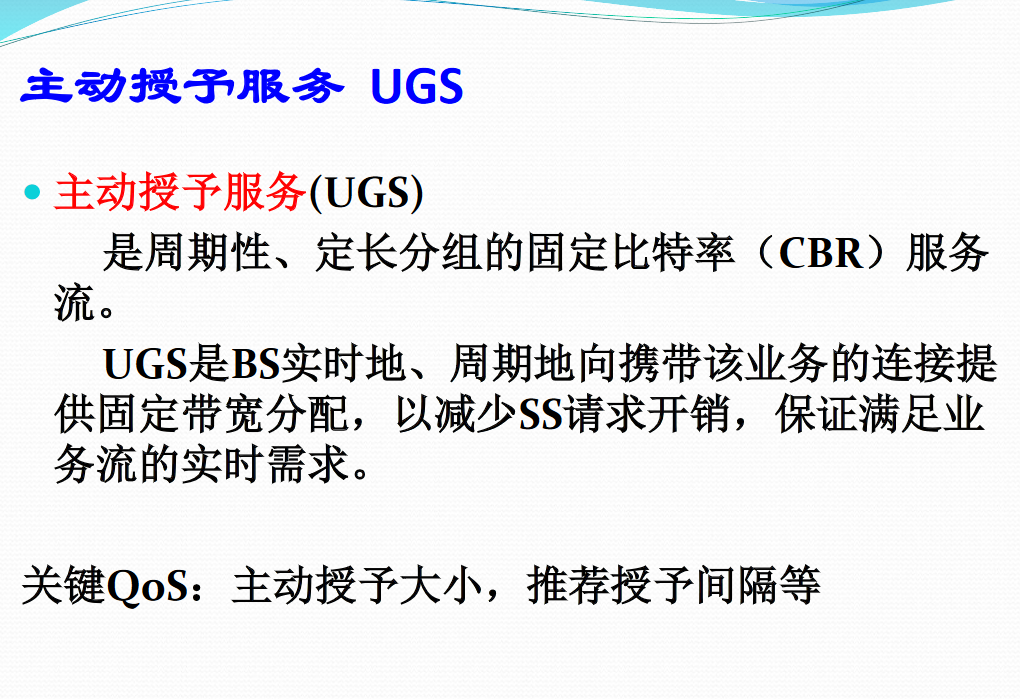 主动授予服务 UGS
主动授予服务(UGS)
是周期性、定长分组的固定比特率（CBR）服务
流。
UGS是BS实时地、周期地向携带该业务的连接提
供固定带宽分配，以减少SS请求开销，保证满足业
务流的实时需求。
关键QoS：主动授予大小，推荐授予间隔等